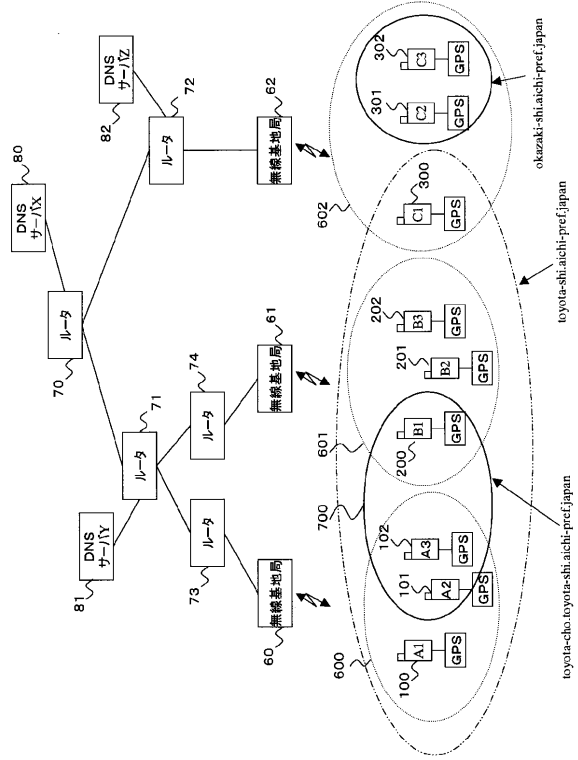 80
DNS
サーバX
82
DNS
サーバZ
70
ルータ
72
ルータ
81
DNS
サーバY
71
ルータ
73
ルータ
74
ルータ
60
無線基地局
61
無線基地局
62
無線基地局
600
700
601
602
100
A1
GPS
101
A2
GPS
102
A3
GPS
200
B1
GPS
201
B2
GPS
202
B3
GPS
300
C1
GPS
301
C2
GPS
302
C3
GPS
toyota-cho.toyota-shi.aichi-pref.japan
toyota-shi.aichi-pref.japan
okazaki-shi.aichi-pref.japan